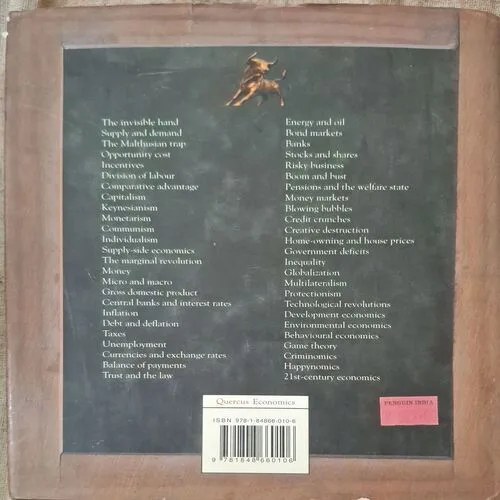 The invisible hand
Supply and demand
The Malthusian trap
Opportunity cost
Incentives
Division of labour
Comparative advantage
Capitalism
Keynesianism
Monetarism
Communism
Individualism
Supply-side economics
The marginal revolution
Money
Micro and macro
Gross domestic product
Central banks and interest rates
Inflation
Debt and deflation
Taxes
Unemployment
Currencies and exchange rates
Balance of payments
Trust and the law
Energy and oil
Bond markets
Banks
Stocks and shares
Risky business
Boom and bust
Pensions and the welfare state
Money markets
Blowing bubbles
Credit crunches
Creative destruction
Home-owning and house prices
Government deficits
Inequality
Globalization
Multilateralism
Protectionism
Technological revolutions
Development economics
Environmental economics
Behavioural economics
Game theory
Criminomics
Happynomics
21st-century economics
PENGUIN INDIA
Quercus Economics
ISBN 978-1-84866-010-6
9 781848 660106